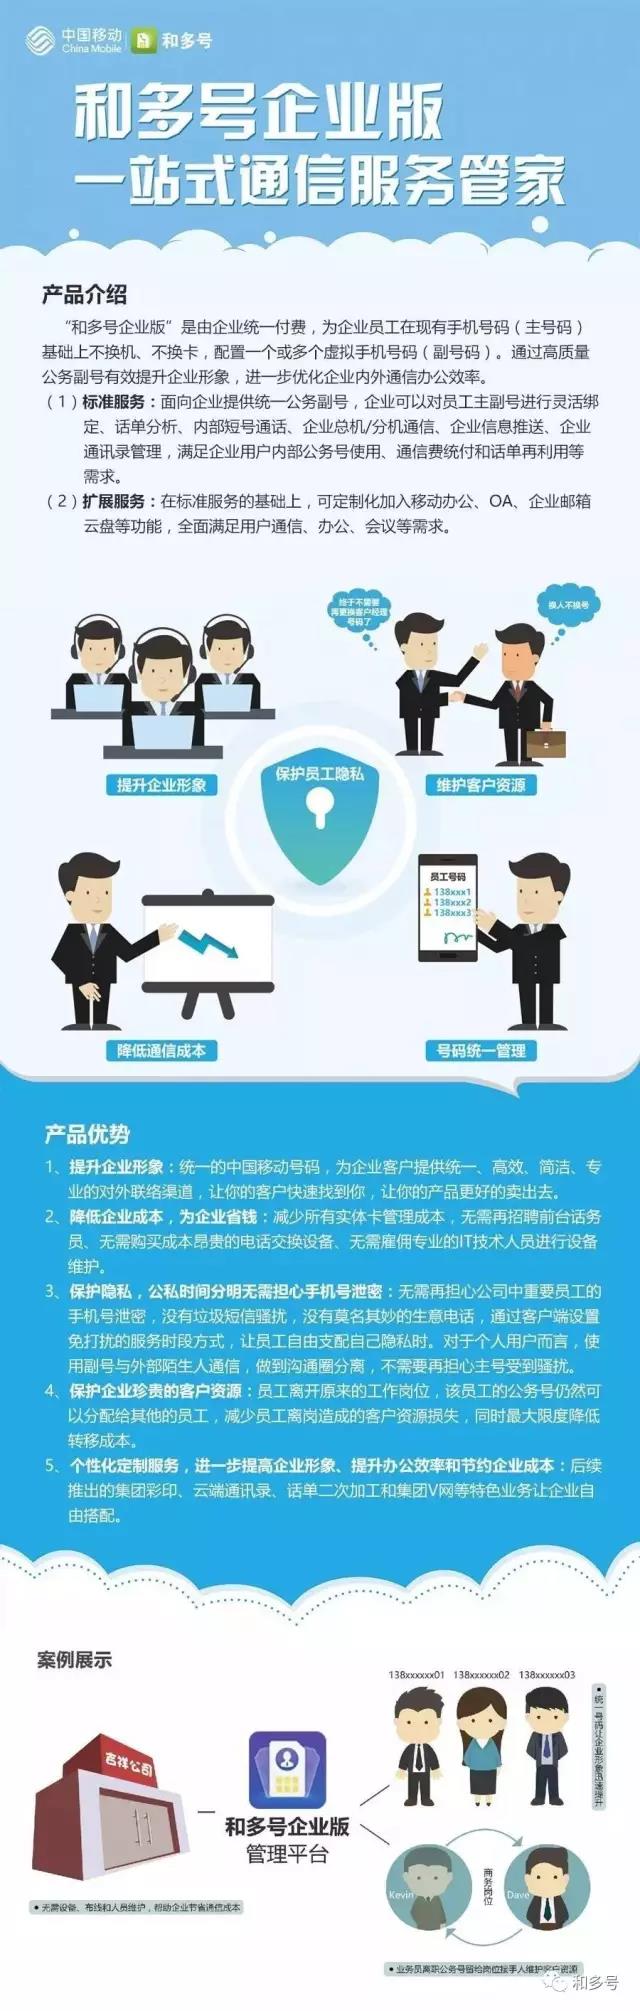 中国移动
China Mobile
和多号
和多号企业版
一站式通信服务管家
产品介绍
“和多号企业版”是由企业统一付费，为企业员工在现有手机号码（主号码）
基础上不换机、不换卡，配置一个或多个虚拟手机号码（副号码）。通过高质量
公务副号有效提升企业形象，进一步优化企业内外通信办公效率。
（1）标准服务：面向企业提供统一公务副号，企业可以对员工主副号进行灵活绑
定、话单分析、内部短号通话、企业总机/分机通信、企业信息推送、企业
通讯录管理，满足企业用户内部公务号使用、通信费统付和话单再利用等
需求。
（2）扩展服务：在标准服务的基础上，可定制化加入移动办公、OA、企业邮箱
云盘等功能，全面满足用户通信、办公、会议等需求。
终于不需要
再更换客户经理
号码了
换人不换号
提升企业形象
保护员工隐私
维护客户资源
员工号码
138xxx1
138xxx2
138xxx3
降低通信成本
号码统一管理
产品优势
1、提升企业形象：统一的中国移动号码，为企业客户提供统一、高效、简洁、专
业的对外联络渠道，让你的客户快速找到你，让你的产品更好的卖出去。
2、降低企业成本，为企业省钱：减少所有实体卡管理成本，无需再招聘前台话务
员、无需购买成本昂贵的电话交换设备、无需雇佣专业的IT技术人员进行设备
维护。
3、保护隐私，公私时间分明无需担心手机号泄密：无需再担心公司中重要员工的
手机号泄密，没有垃圾短信骚扰，没有莫名其妙的生意电话，通过客户端设置
免打扰的服务时段方式，让员工自由支配自己隐私时。对于个人用户而言，使
用副号与外部陌生人通信，做到沟通圈分离，不需要再担心主号受到骚扰。
4、保护企业珍贵的客户资源：员工离开原来的工作岗位，该员工的公务号仍然可
以分配给其他的员工，减少员工离岗造成的客户资源损失，同时最大限度降低
转移成本。
5、个性化定制服务，进一步提高企业形象、提升办公效率和节约企业成本：后续
推出的集团彩印、云端通讯录、话单二次加工和集团V网等特色业务让企业自
由搭配。
案例展示
138xxxxxx01 138xxxxxx02 138xxxxxx03
统一号码让企业形象迅速提升
吉祥公司
和多号企业版
管理平台
商务岗位
Kevin
Dave
无需设备、布线和人员维护，帮助企业节省通信成本
业务员离职公务号留给岗位接手人维护客户资源
和多号